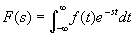 F(s) = ∫_{-∞}^{∞} f(t)e^{-st}dt